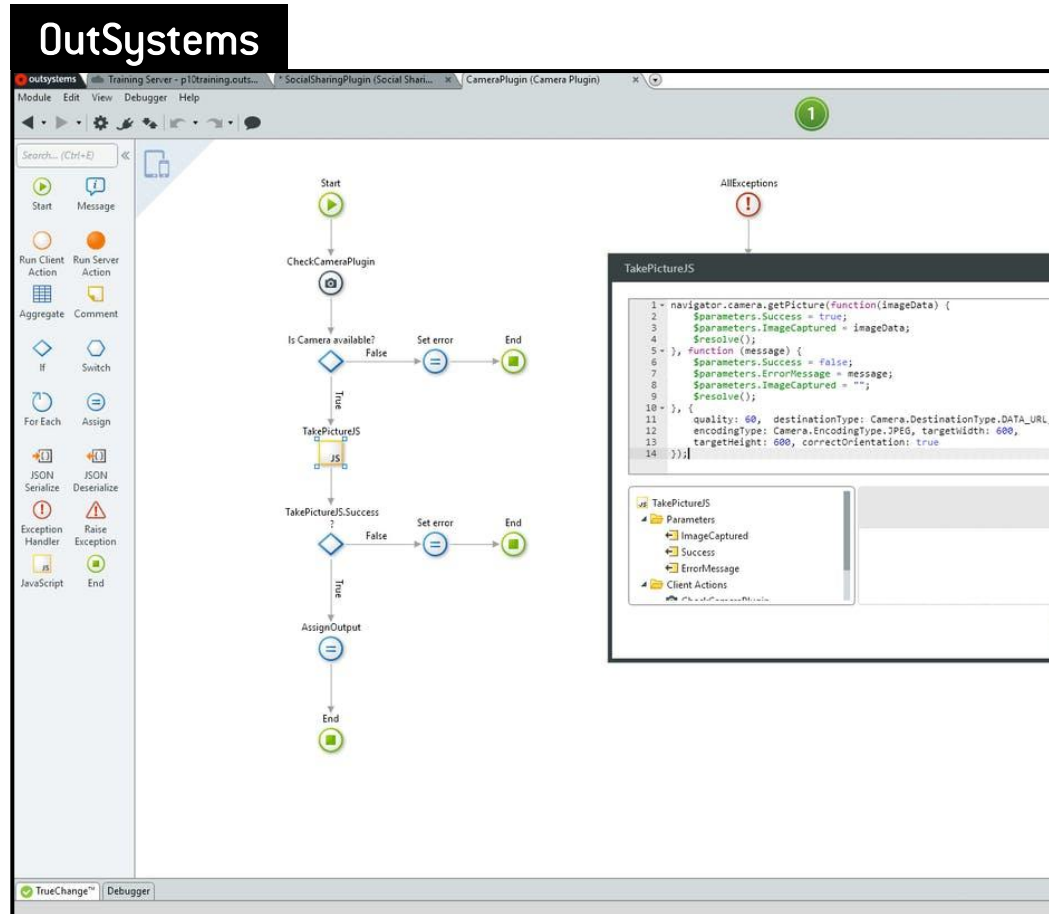 OutSystems
outsystems
Training Server - p10training.outs...
* SocialSharingPlugin (Social Shari...
CameraPlugin (Camera Plugin)
Module Edit View Debugger Help
1
Search... (Ctrl+E)
Start
Message
Run Client Action
Run Server Action
Aggregate
Comment
If
Switch
For Each
Assign
JSON Serialize
JSON Deserialize
Exception Handler
Raise Exception
JavaScript
End
Start
CheckCameraPlugin
Is Camera available?
False
Set error
End
True
TakePictureJS
JS
TakePictureJS.Success
?
False
Set error
End
True
AssignOutput
End
AllExceptions
TakePictureJS
1 navigator.camera.getPicture(function(imageData) {
2 $parameters.Success = true;
3 $parameters.ImageCaptured = imageData;
4 $resolve();
5 }, function (message) {
6 $parameters.Success = false;
7 $parameters.ErrorMessage = message;
8 $parameters.ImageCaptured = "";
9 $resolve();
10 }, {
11 quality: 60, destinationType: Camera.DestinationType.DATA_URL,
12 encodingType: Camera.EncodingType.JPEG, targetWidth: 600,
13 targetHeight: 600, correctOrientation: true
14 });
JS TakePictureJS
Parameters
ImageCaptured
Success
ErrorMessage
Client Actions
CheckCameraPlugin
TrueChange™
Debugger